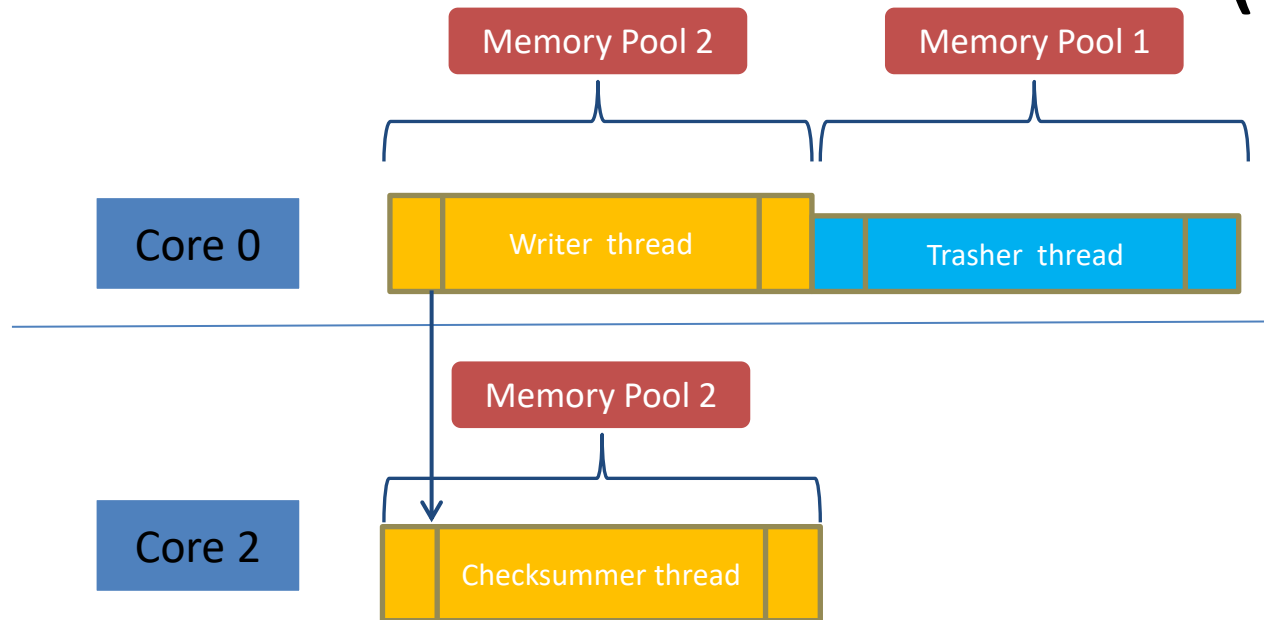 (
Memory Pool 2
Memory Pool 1
Core 0
Writer thread
Trasher thread
Memory Pool 2
Core 2
Checksummer thread